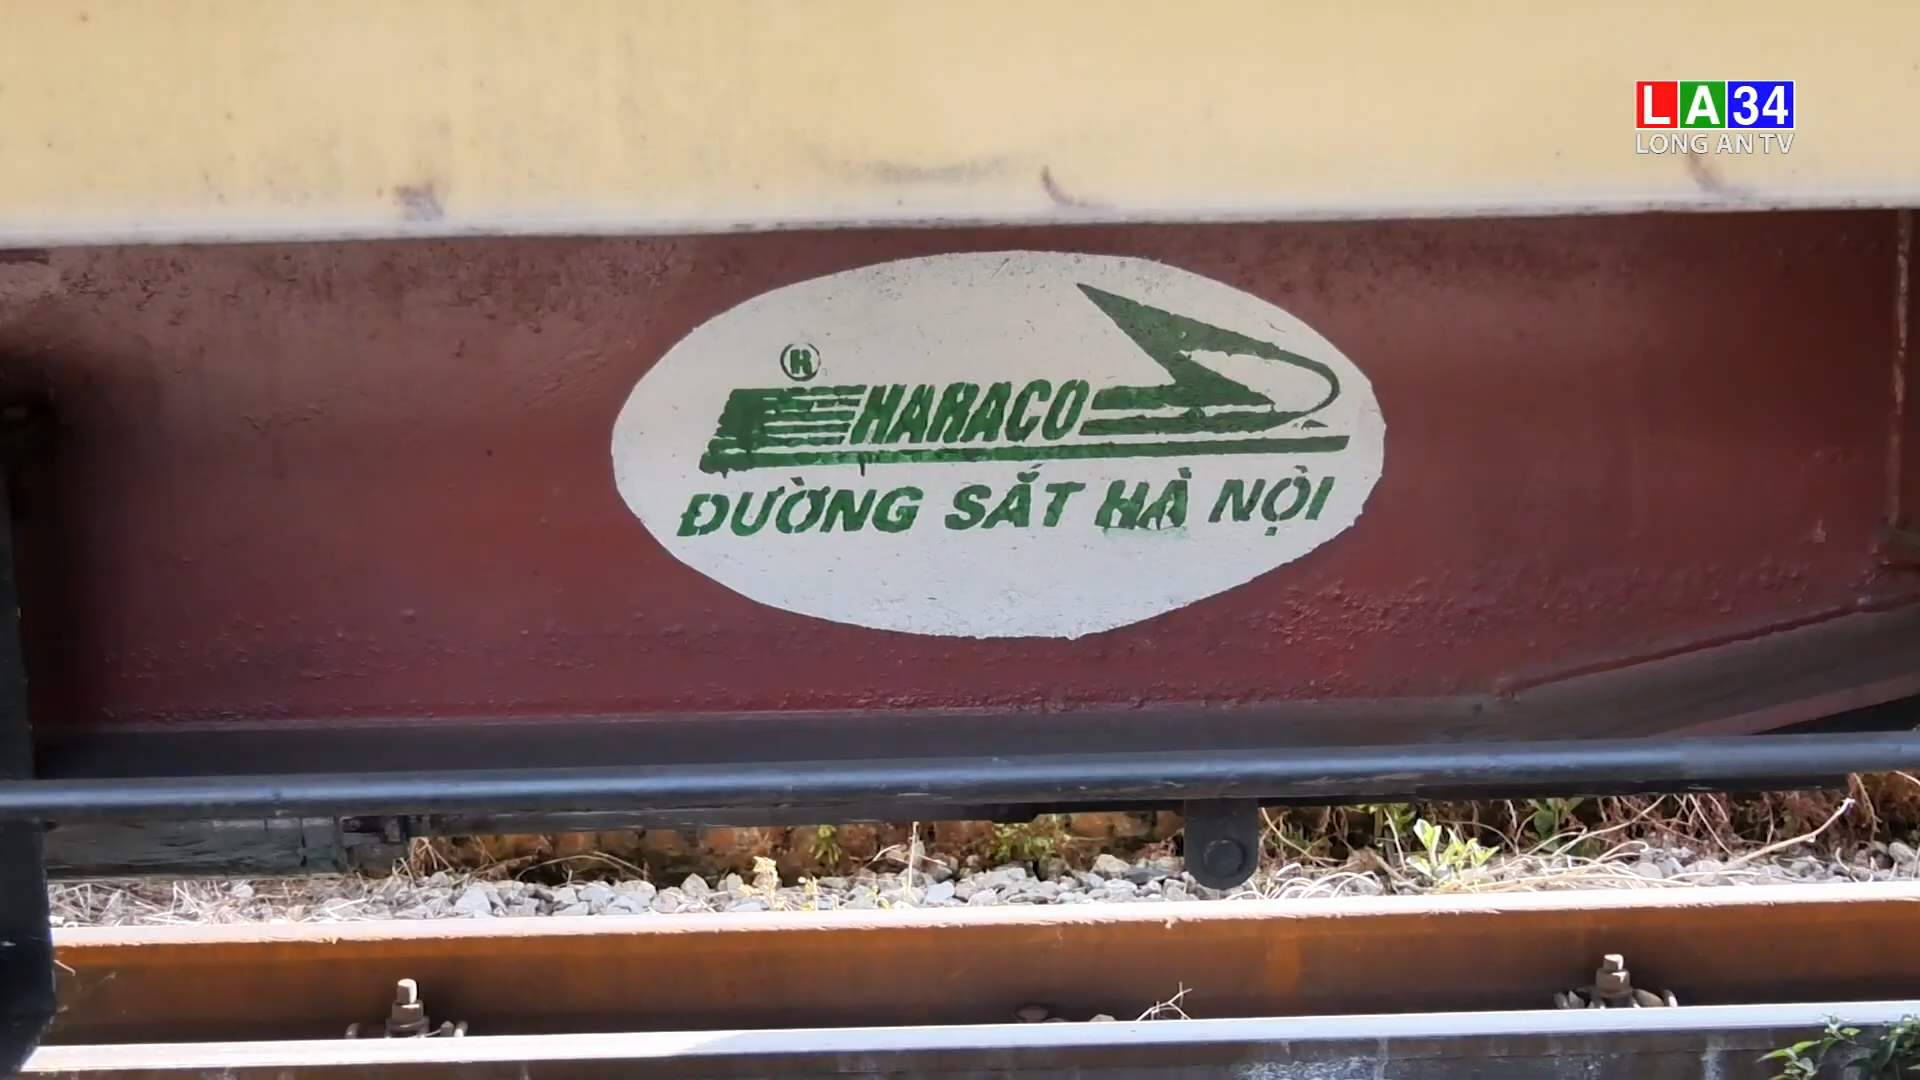 LA34
LONG AN TV
®
HARACO
ĐƯỜNG SẮT HÀ NỘI